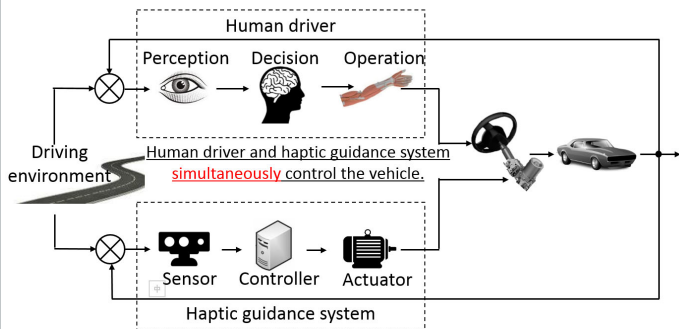 Human driver
Perception Decision Operation
Driving
environment
Human driver and haptic guidance system
simultaneously control the vehicle.
Sensor Controller Actuator
中
Haptic guidance system